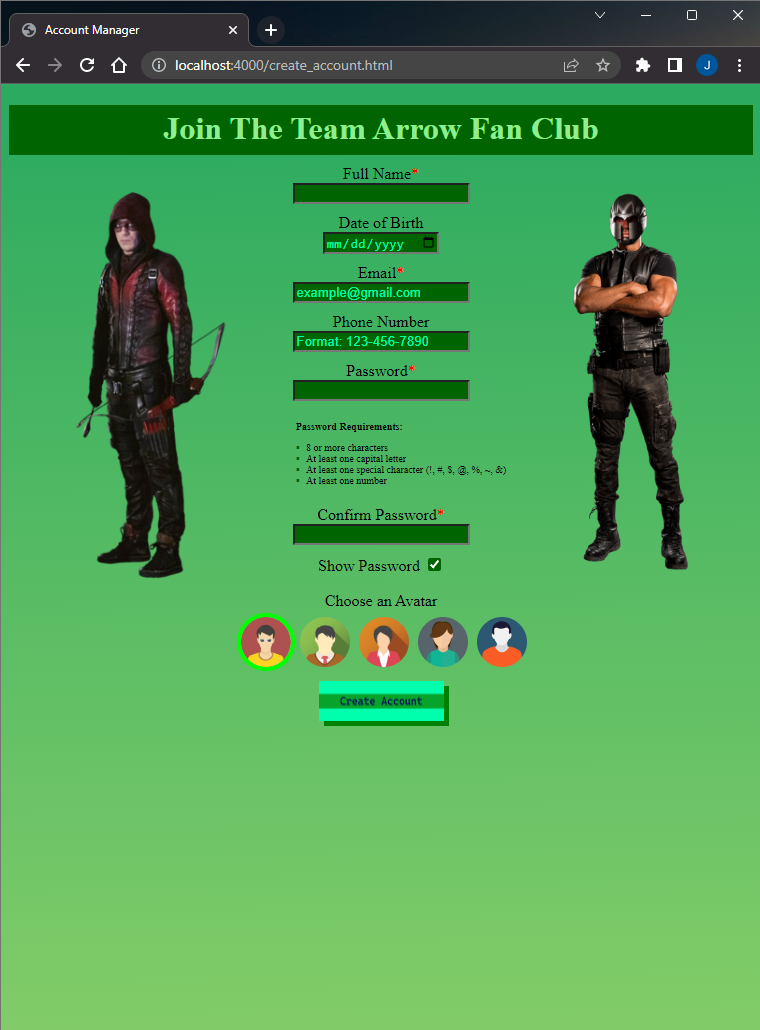 Account Manager
localhost:4000/create_account.html
J
Join The Team Arrow Fan Club
Full Name*
Date of Birth
mm/dd/yyyy
Email*
example@gmail.com
Phone Number
Format: 123-456-7890
Password*
Password Requirements:
8 or more characters
At least one capital letter
At least one special character (!, #, $, @, %, ~, &)
At least one number
Confirm Password*
Show Password
Choose an Avatar
Create Account